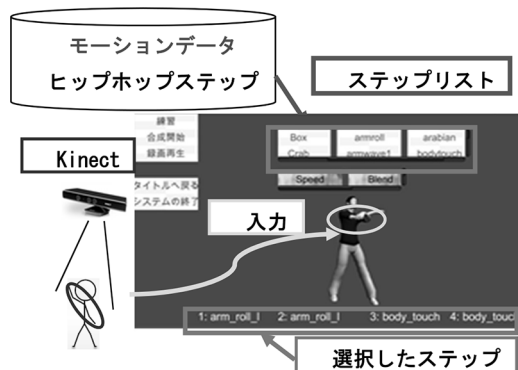 モーションデータ
ヒップホップステップ
ステップリスト
練習
合成開始
録画再生
Box armroll arabian
Crab armwave1 bodytouch
Kinect
Speed Blend
タイトルへ戻る
システムの終了
入力
1: arm_roll_l 2: arm_roll_l 3: body_touch 4: body_touc
選択したステップ